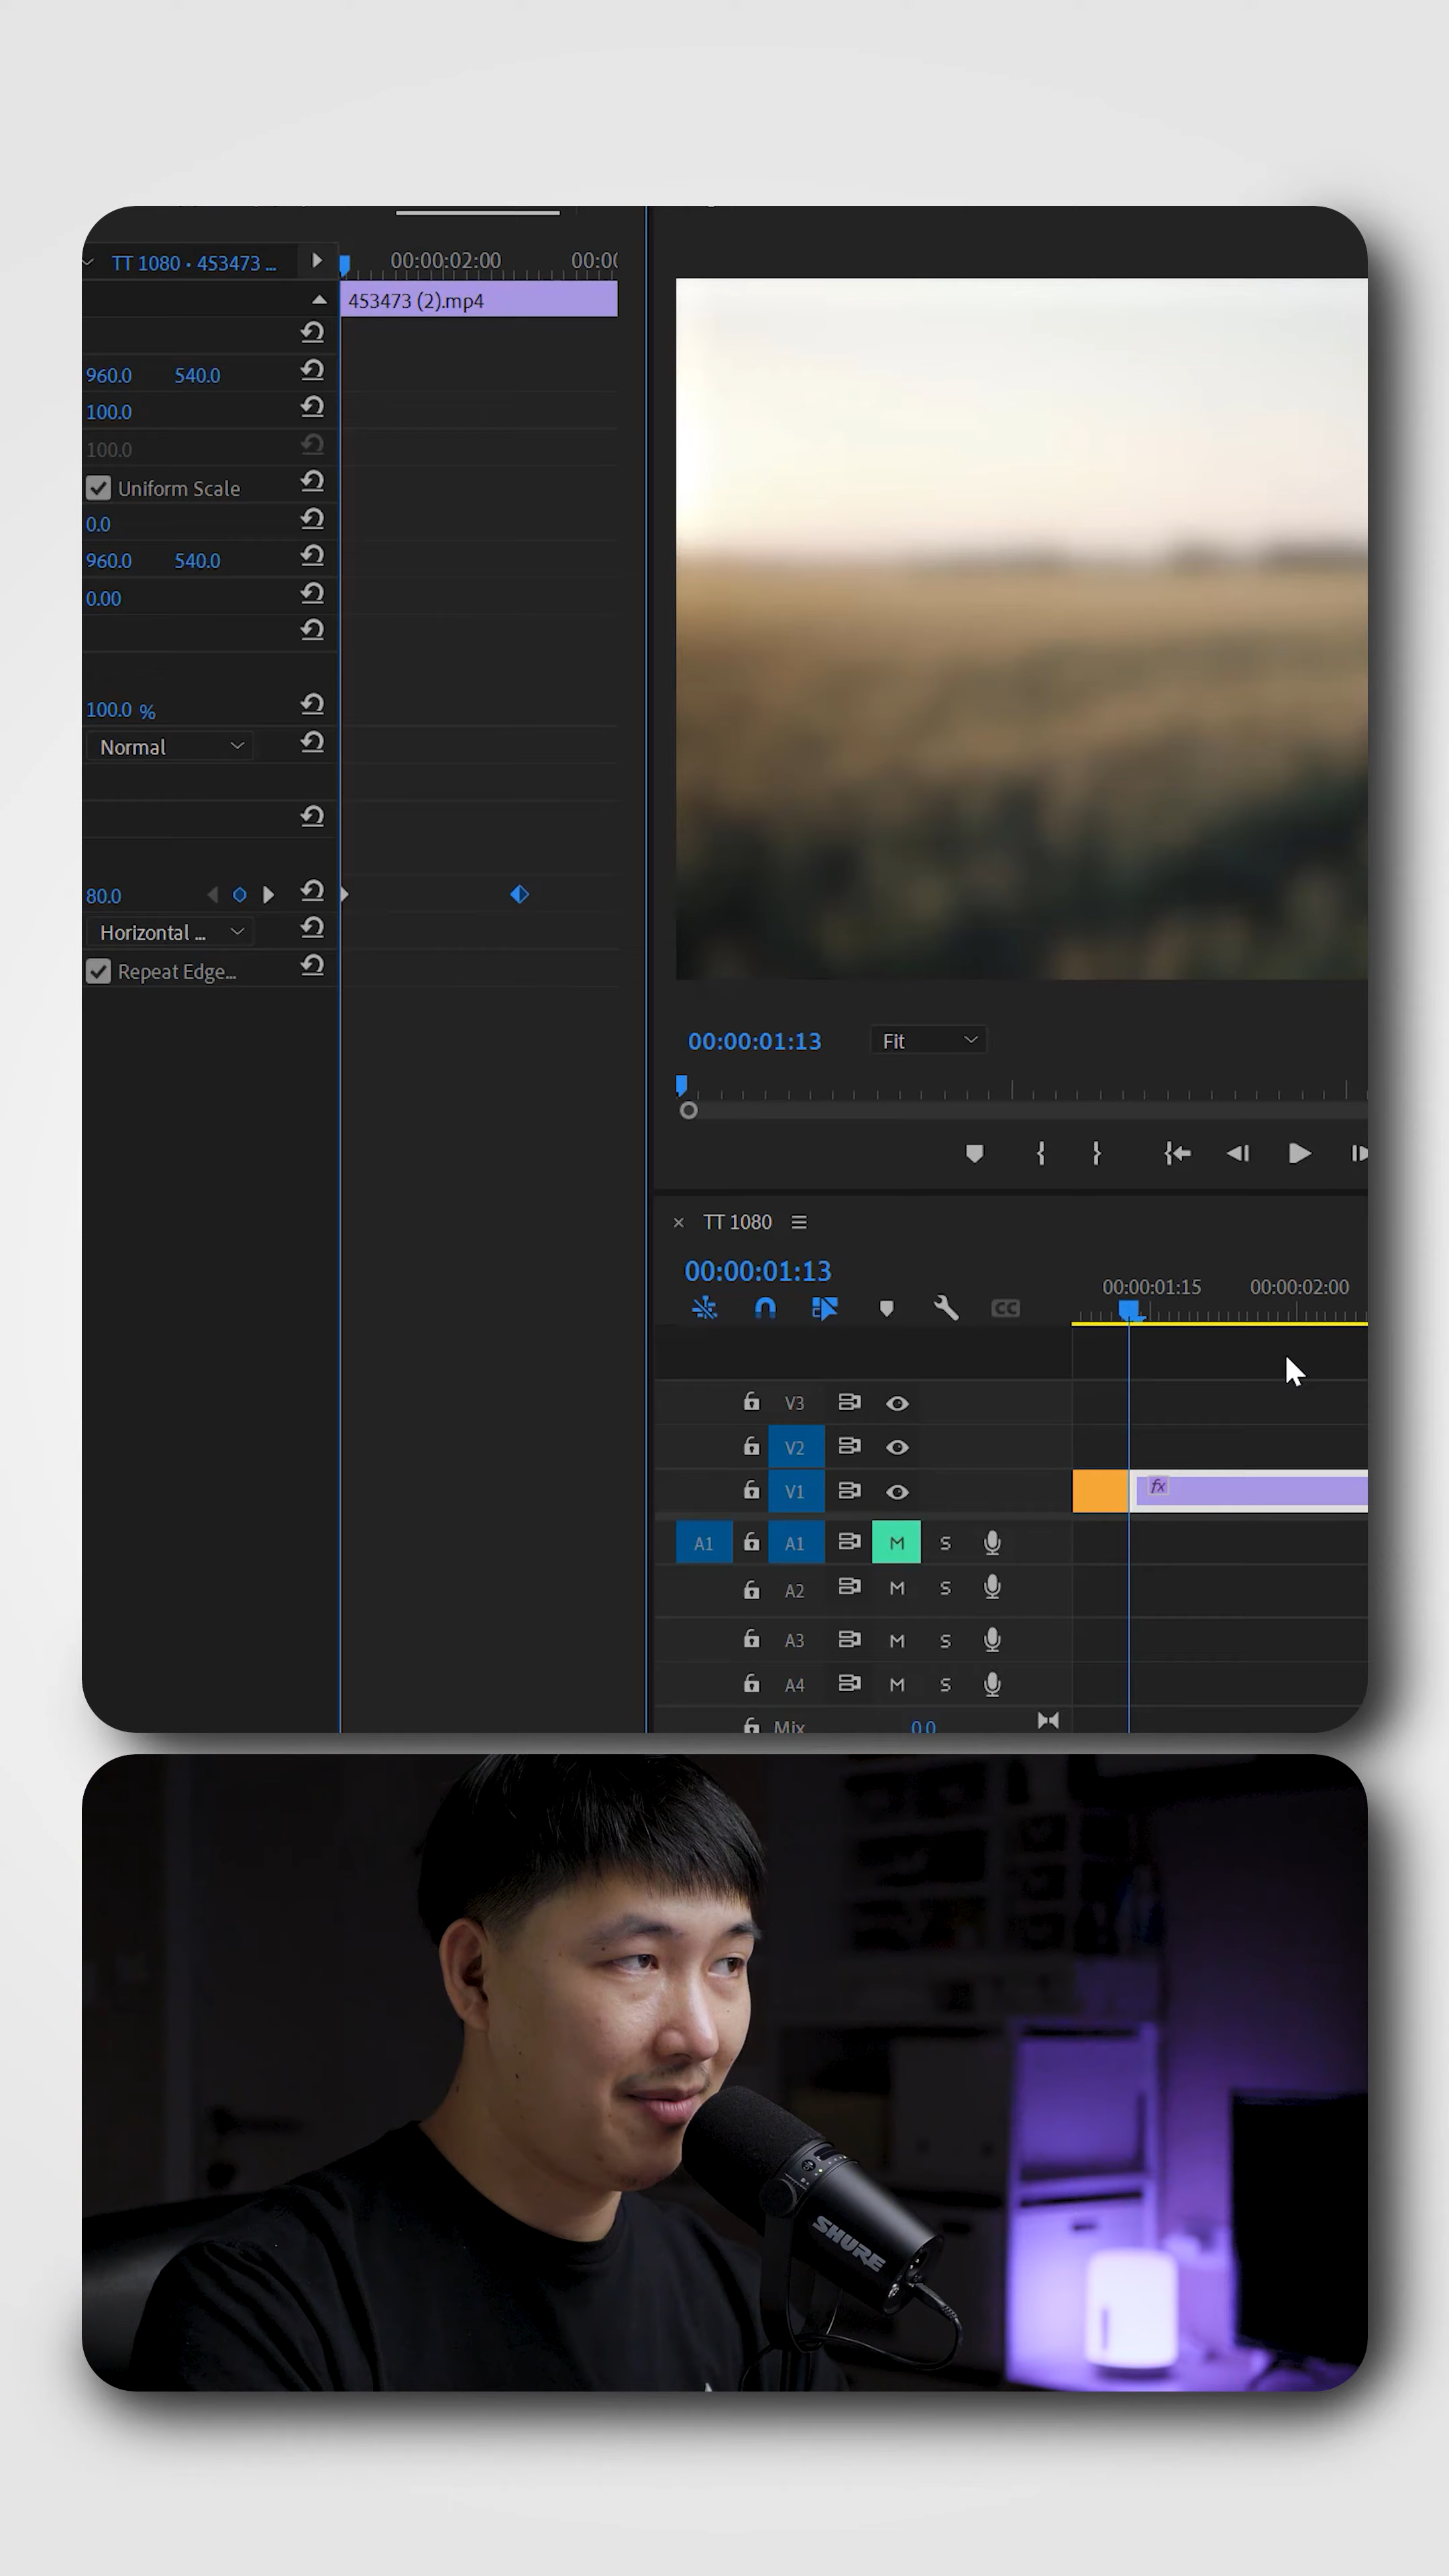 TT 1080 • 453473 ...
00:00:02:00
453473 (2).mp4
960.0 540.0
100.0
100.0
Uniform Scale
0.0
960.0 540.0
0.00
100.0 %
Normal
80.0
Horizontal ...
Repeat Edge...
00:00:01:13
Fit
TT 1080
00:00:01:13
00:00:01:15
00:00:02:00
CC
V3
V2
V1
fx
A1
A1
M
S
A2
M
S
A3
M
S
A4
M
S
Mix
0.0
SHURE